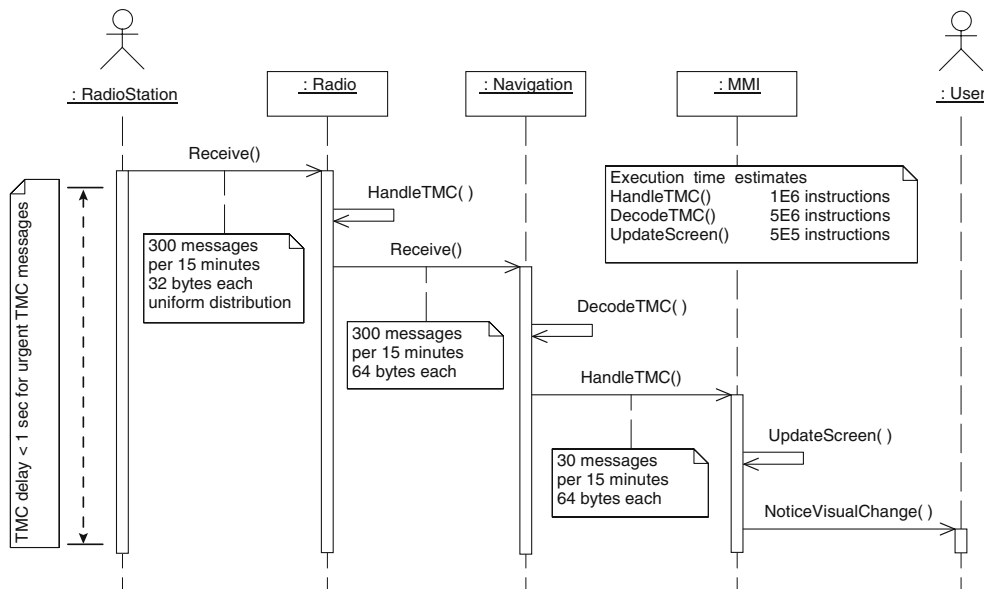 : RadioStation
: Radio
: Navigation
: MMI
: User
Receive()
HandleTMC( )
Execution time estimates
HandleTMC() 1E6 instructions
DecodeTMC() 5E6 instructions
UpdateScreen() 5E5 instructions
TMC delay < 1 sec for urgent TMC messages
300 messages
per 15 minutes
32 bytes each
uniform distribution
Receive()
DecodeTMC( )
300 messages
per 15 minutes
64 bytes each
HandleTMC()
UpdateScreen( )
30 messages
per 15 minutes
64 bytes each
NoticeVisualChange( )